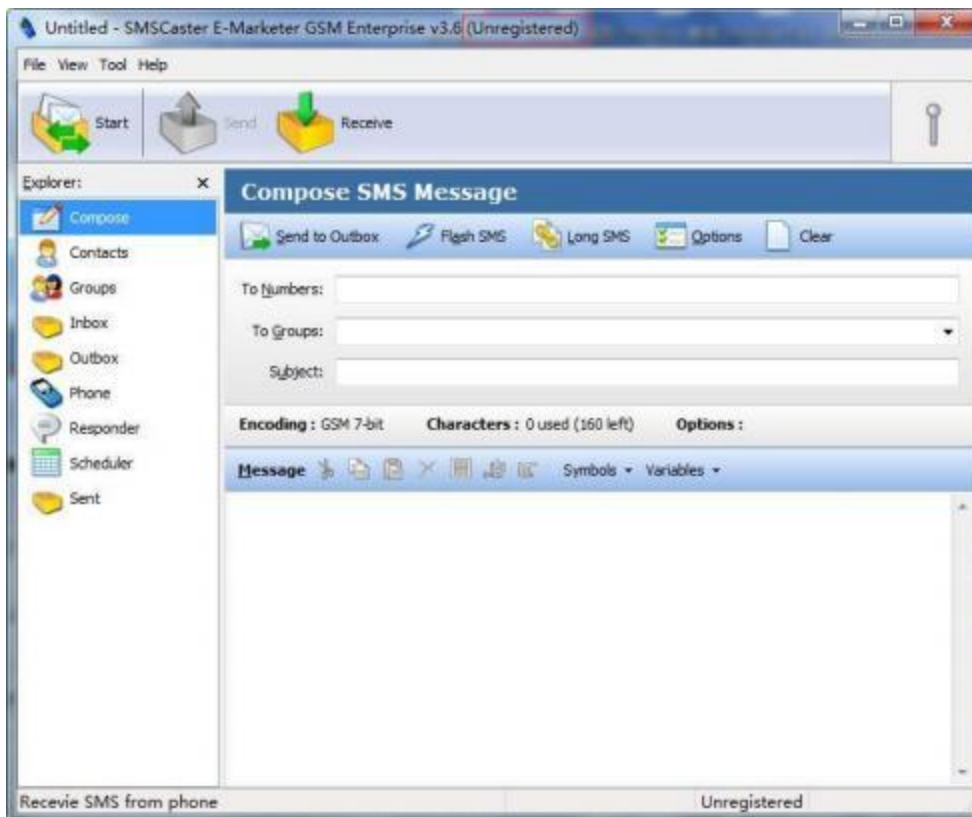 Untitled - SMSCaster E-Marketer GSM Enterprise v3.6 (Unregistered)
File View Tool Help
Start Send Receive
Explorer:
Compose
Contacts
Groups
Inbox
Outbox
Phone
Responder
Scheduler
Sent
Compose SMS Message
Send to Outbox Flash SMS Long SMS Options Clear
To Numbers:
To Groups:
Subject:
Encoding : GSM 7-bit Characters : 0 used (160 left) Options :
Message Symbols Variables
Recevie SMS from phone Unregistered